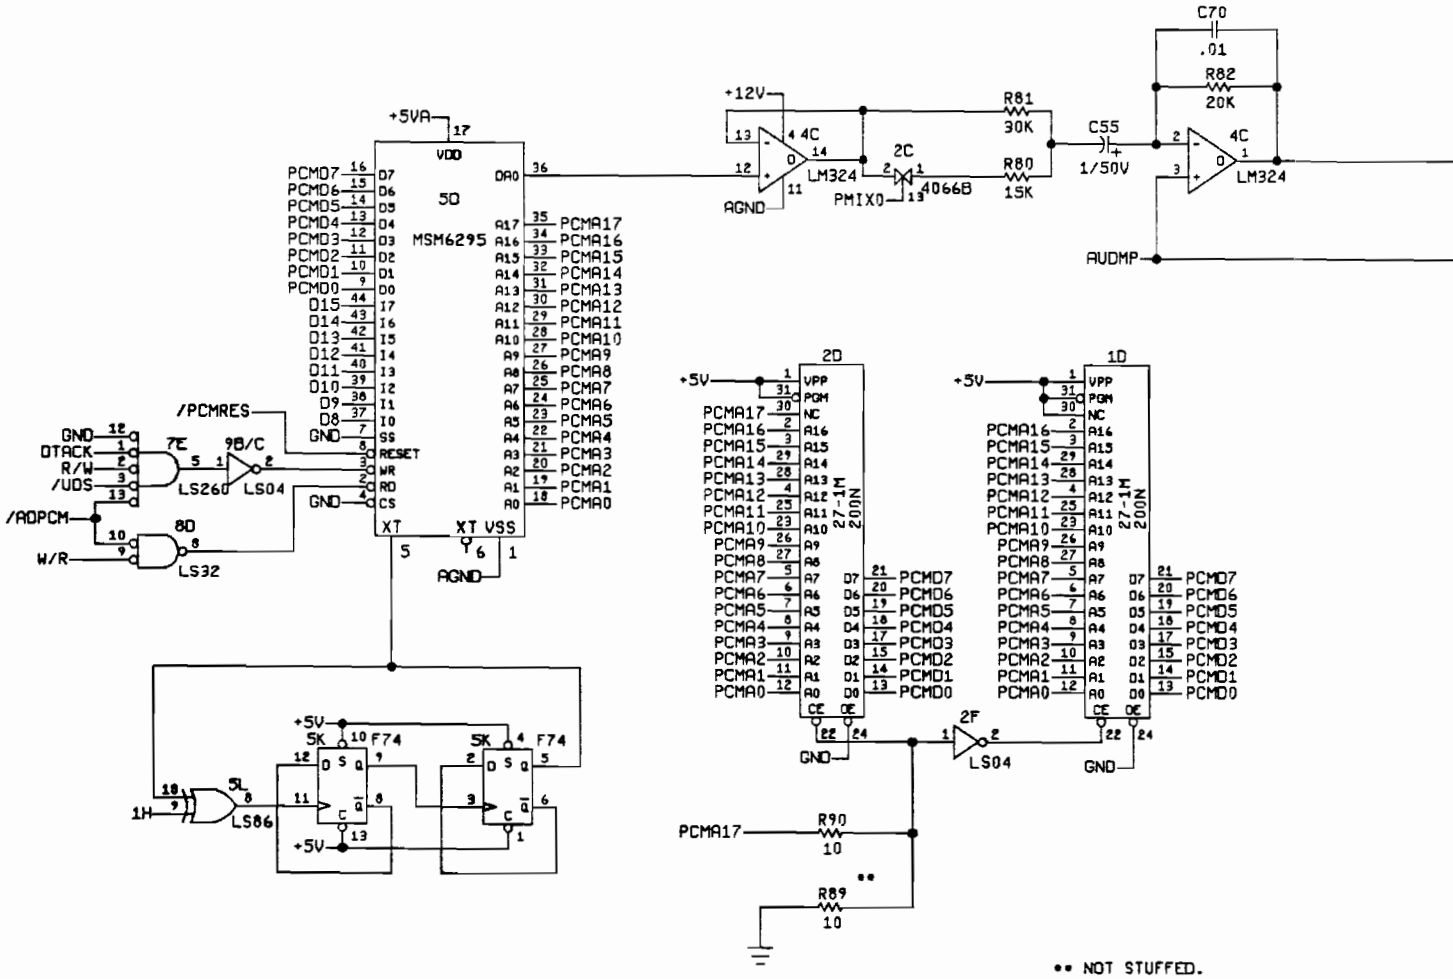 C70
.01
R82
20K
+12V
13
4
4C
12
O
14
LM324
11
AGND
2C
2
1
4066B
PMIX0
13
R81
30K
R80
15K
C55
+
1/50V
4C
2
3
O
1
LM324
AUDMP
+5VA
17
VDD
5D
MSM6295
PCMD7 16 D7
PCMD6 15 D6
PCMD5 14 D5
PCMD4 13 D4
PCMD3 12 D3
PCMD2 11 D2
PCMD1 10 D1
PCMD0 9 D0
D15 44 I7
D14 43 I6
D13 42 I5
D12 41 I4
D11 40 I3
D10 39 I2
D9 38 I1
D8 37 I0
GND 7 SS
/PCMRES 8 RESET
3 WR
2 RD
GND 4 CS
DAO 36
A17 35 PCMA17
A16 34 PCMA16
A15 33 PCMA15
A14 32 PCMA14
A13 31 PCMA13
A12 30 PCMA12
A11 29 PCMA11
A10 28 PCMA10
A9 27 PCMA9
A8 26 PCMA8
A7 25 PCMA7
A6 24 PCMA6
A5 23 PCMA5
A4 22 PCMA4
A3 21 PCMA3
A2 20 PCMA2
A1 19 PCMA1
A0 18 PCMA0
XT XT VSS
5 6 1
AGND
GND 12
DTACK 1
R/W 2
/UDS 3
13
7E
5
LS260
9B/C
1 2
LS04
/ADPCM
10
W/R 9
8D
8
LS32
+5V
5K 10 F74
12 D S Q 9
11 C Q 8
13
+5V
5K 4 F74
2 D S Q 5
3 C Q 6
1
10
1H 9
5L
8
LS86
2D
+5V 1 VPP
31 PGM
PCMA17 30 NC
PCMA16 2 A16
PCMA15 3 A15
PCMA14 29 A14
PCMA13 28 A13
PCMA12 4 A12
PCMA11 25 A11
PCMA10 23 A10
PCMA9 26 A9
PCMA8 27 A8
PCMA7 5 A7
PCMA6 6 A6
PCMA5 7 A5
PCMA4 8 A4
PCMA3 9 A3
PCMA2 10 A2
PCMA1 11 A1
PCMA0 12 A0
27-1M
200N
D7 21 PCMD7
D6 20 PCMD6
D5 19 PCMD5
D4 18 PCMD4
D3 17 PCMD3
D2 15 PCMD2
D1 14 PCMD1
D0 13 PCMD0
CE OE
22 24
GND
1D
+5V 1 VPP
31 PGM
30 NC
PCMA16 2 A16
PCMA15 3 A15
PCMA14 29 A14
PCMA13 28 A13
PCMA12 4 A12
PCMA11 25 A11
PCMA10 23 A10
PCMA9 26 A9
PCMA8 27 A8
PCMA7 5 A7
PCMA6 6 A6
PCMA5 7 A5
PCMA4 8 A4
PCMA3 9 A3
PCMA2 10 A2
PCMA1 11 A1
PCMA0 12 A0
27-1M
200N
D7 21 PCMD7
D6 20 PCMD6
D5 19 PCMD5
D4 18 PCMD4
D3 17 PCMD3
D2 15 PCMD2
D1 14 PCMD1
D0 13 PCMD0
CE OE
22 24
GND
2F
1 2
LS04
PCMA17
R90
10
**
R89
10
** NOT STUFFED.